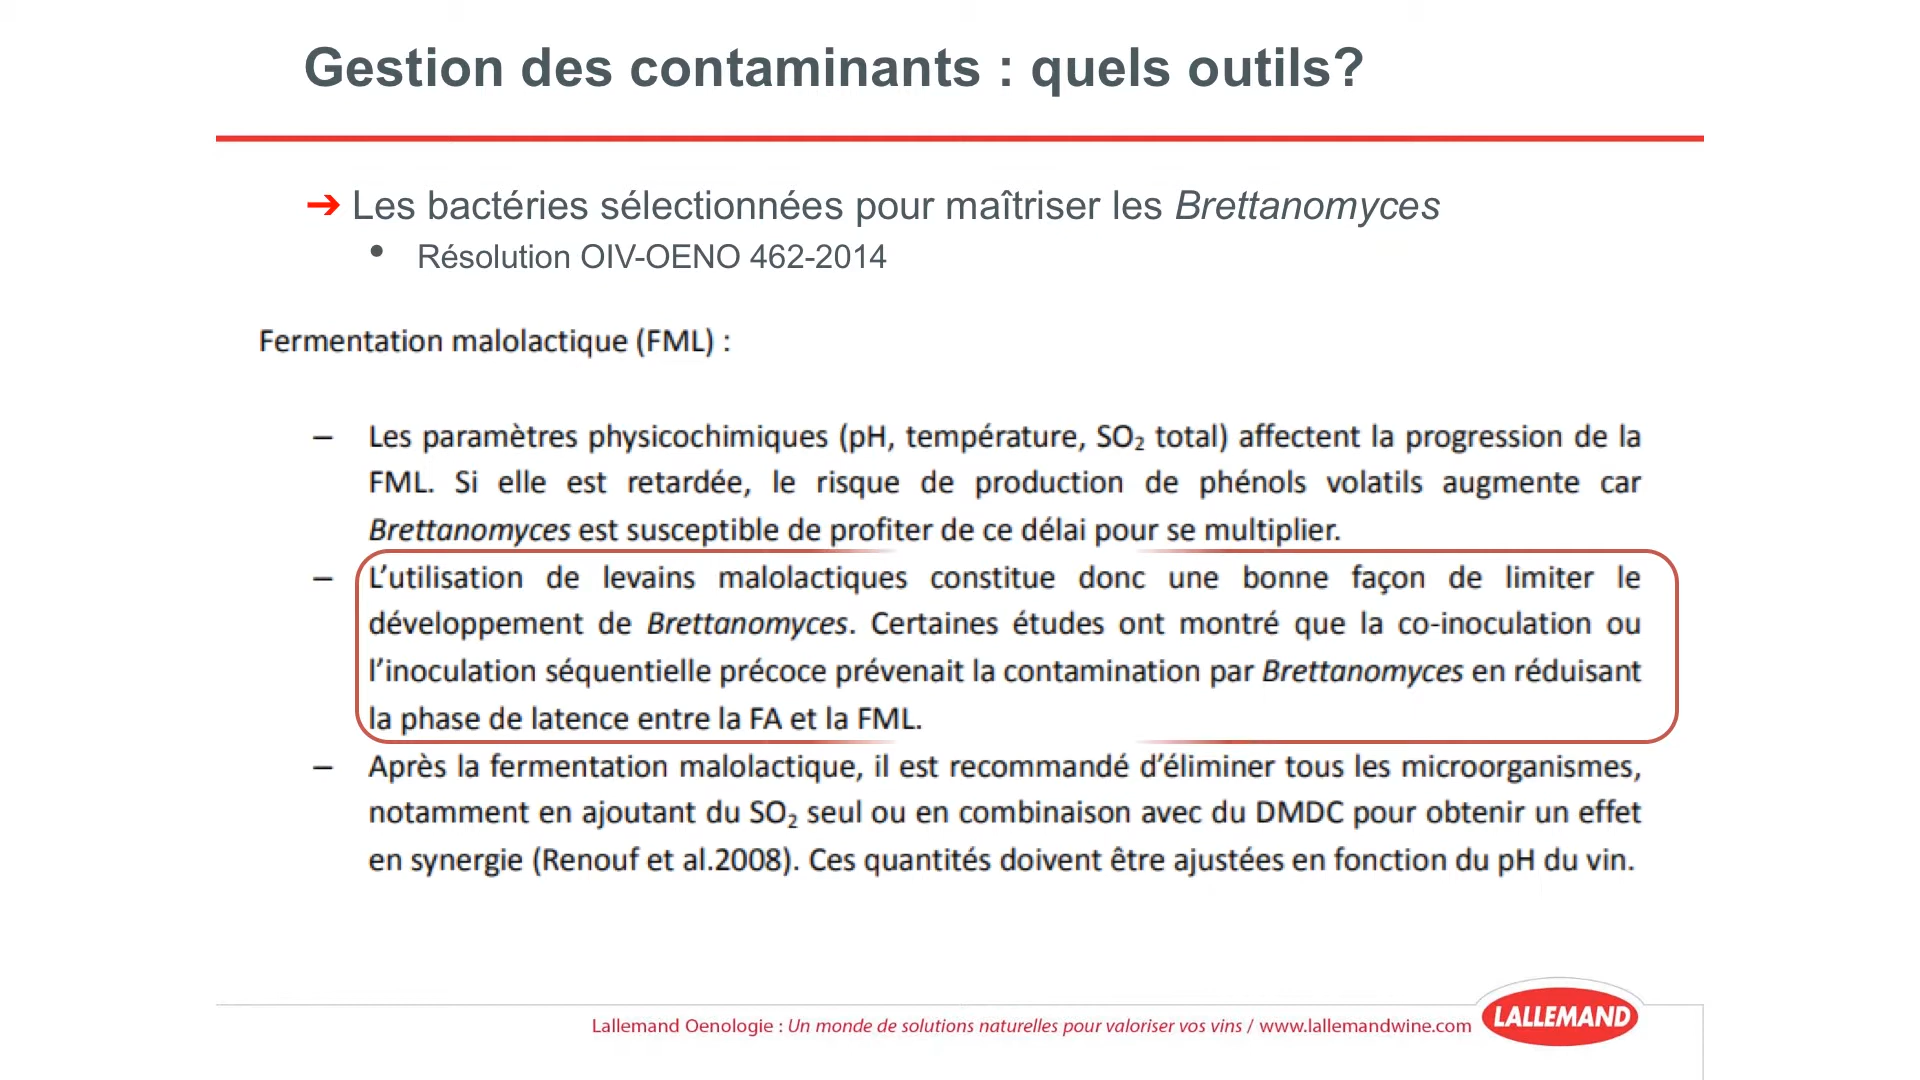 Gestion des contaminants : quels outils?
➔ Les bactéries sélectionnées pour maîtriser les Brettanomyces
• Résolution OIV-OENO 462-2014
Fermentation malolactique (FML) :
– Les paramètres physicochimiques (pH, température, SO₂ total) affectent la progression de la
FML. Si elle est retardée, le risque de production de phénols volatils augmente car
Brettanomyces est susceptible de profiter de ce délai pour se multiplier.
– L’utilisation de levains malolactiques constitue donc une bonne façon de limiter le
développement de Brettanomyces. Certaines études ont montré que la co-inoculation ou
l’inoculation séquentielle précoce prévenait la contamination par Brettanomyces en réduisant
la phase de latence entre la FA et la FML.
– Après la fermentation malolactique, il est recommandé d’éliminer tous les microorganismes,
notamment en ajoutant du SO₂ seul ou en combinaison avec du DMDC pour obtenir un effet
en synergie (Renouf et al.2008). Ces quantités doivent être ajustées en fonction du pH du vin.
Lallemand Oenologie : Un monde de solutions naturelles pour valoriser vos vins / www.lallemandwine.com
LALLEMAND